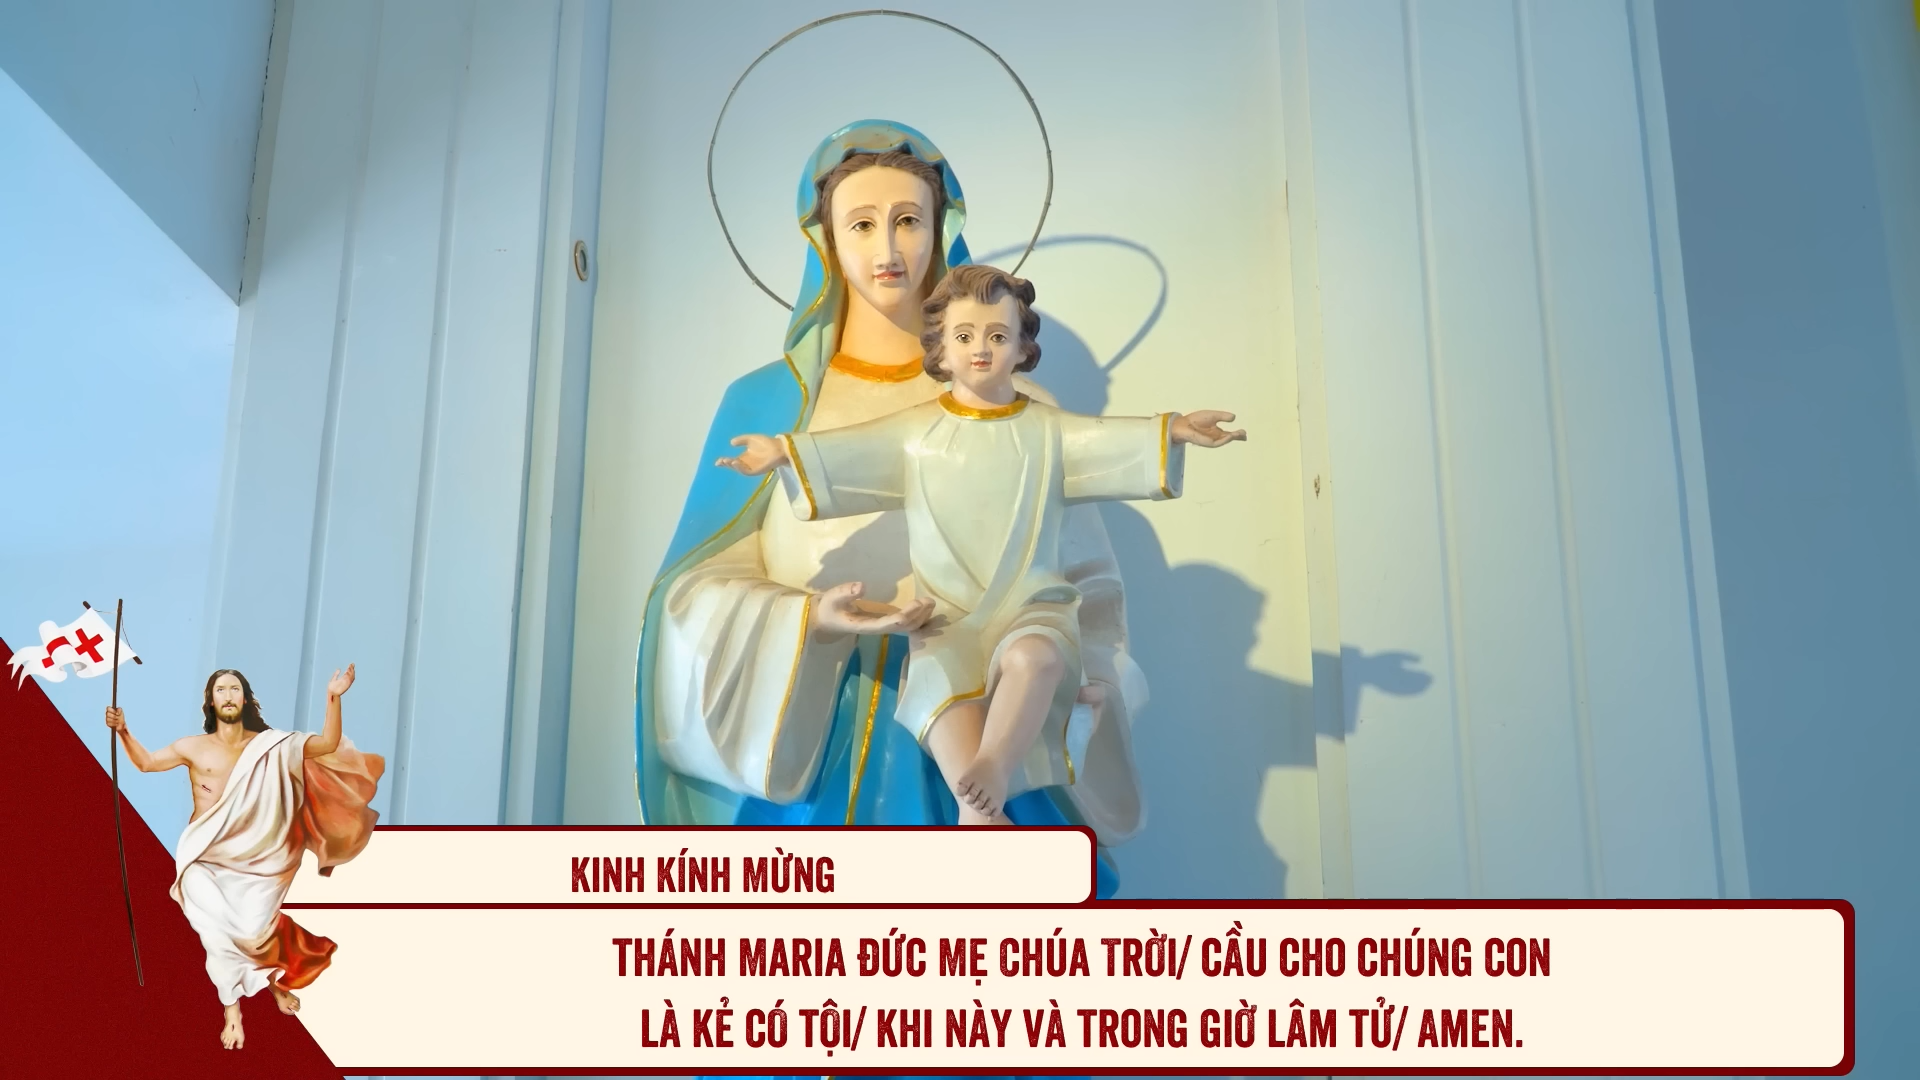 KINH KÍNH MỪNG
THÁNH MARIA ĐỨC MẸ CHÚA TRỜI/ CẦU CHO CHÚNG CON
LÀ KẺ CÓ TỘI/ KHI NÀY VÀ TRONG GIỜ LÂM TỬ/ AMEN.